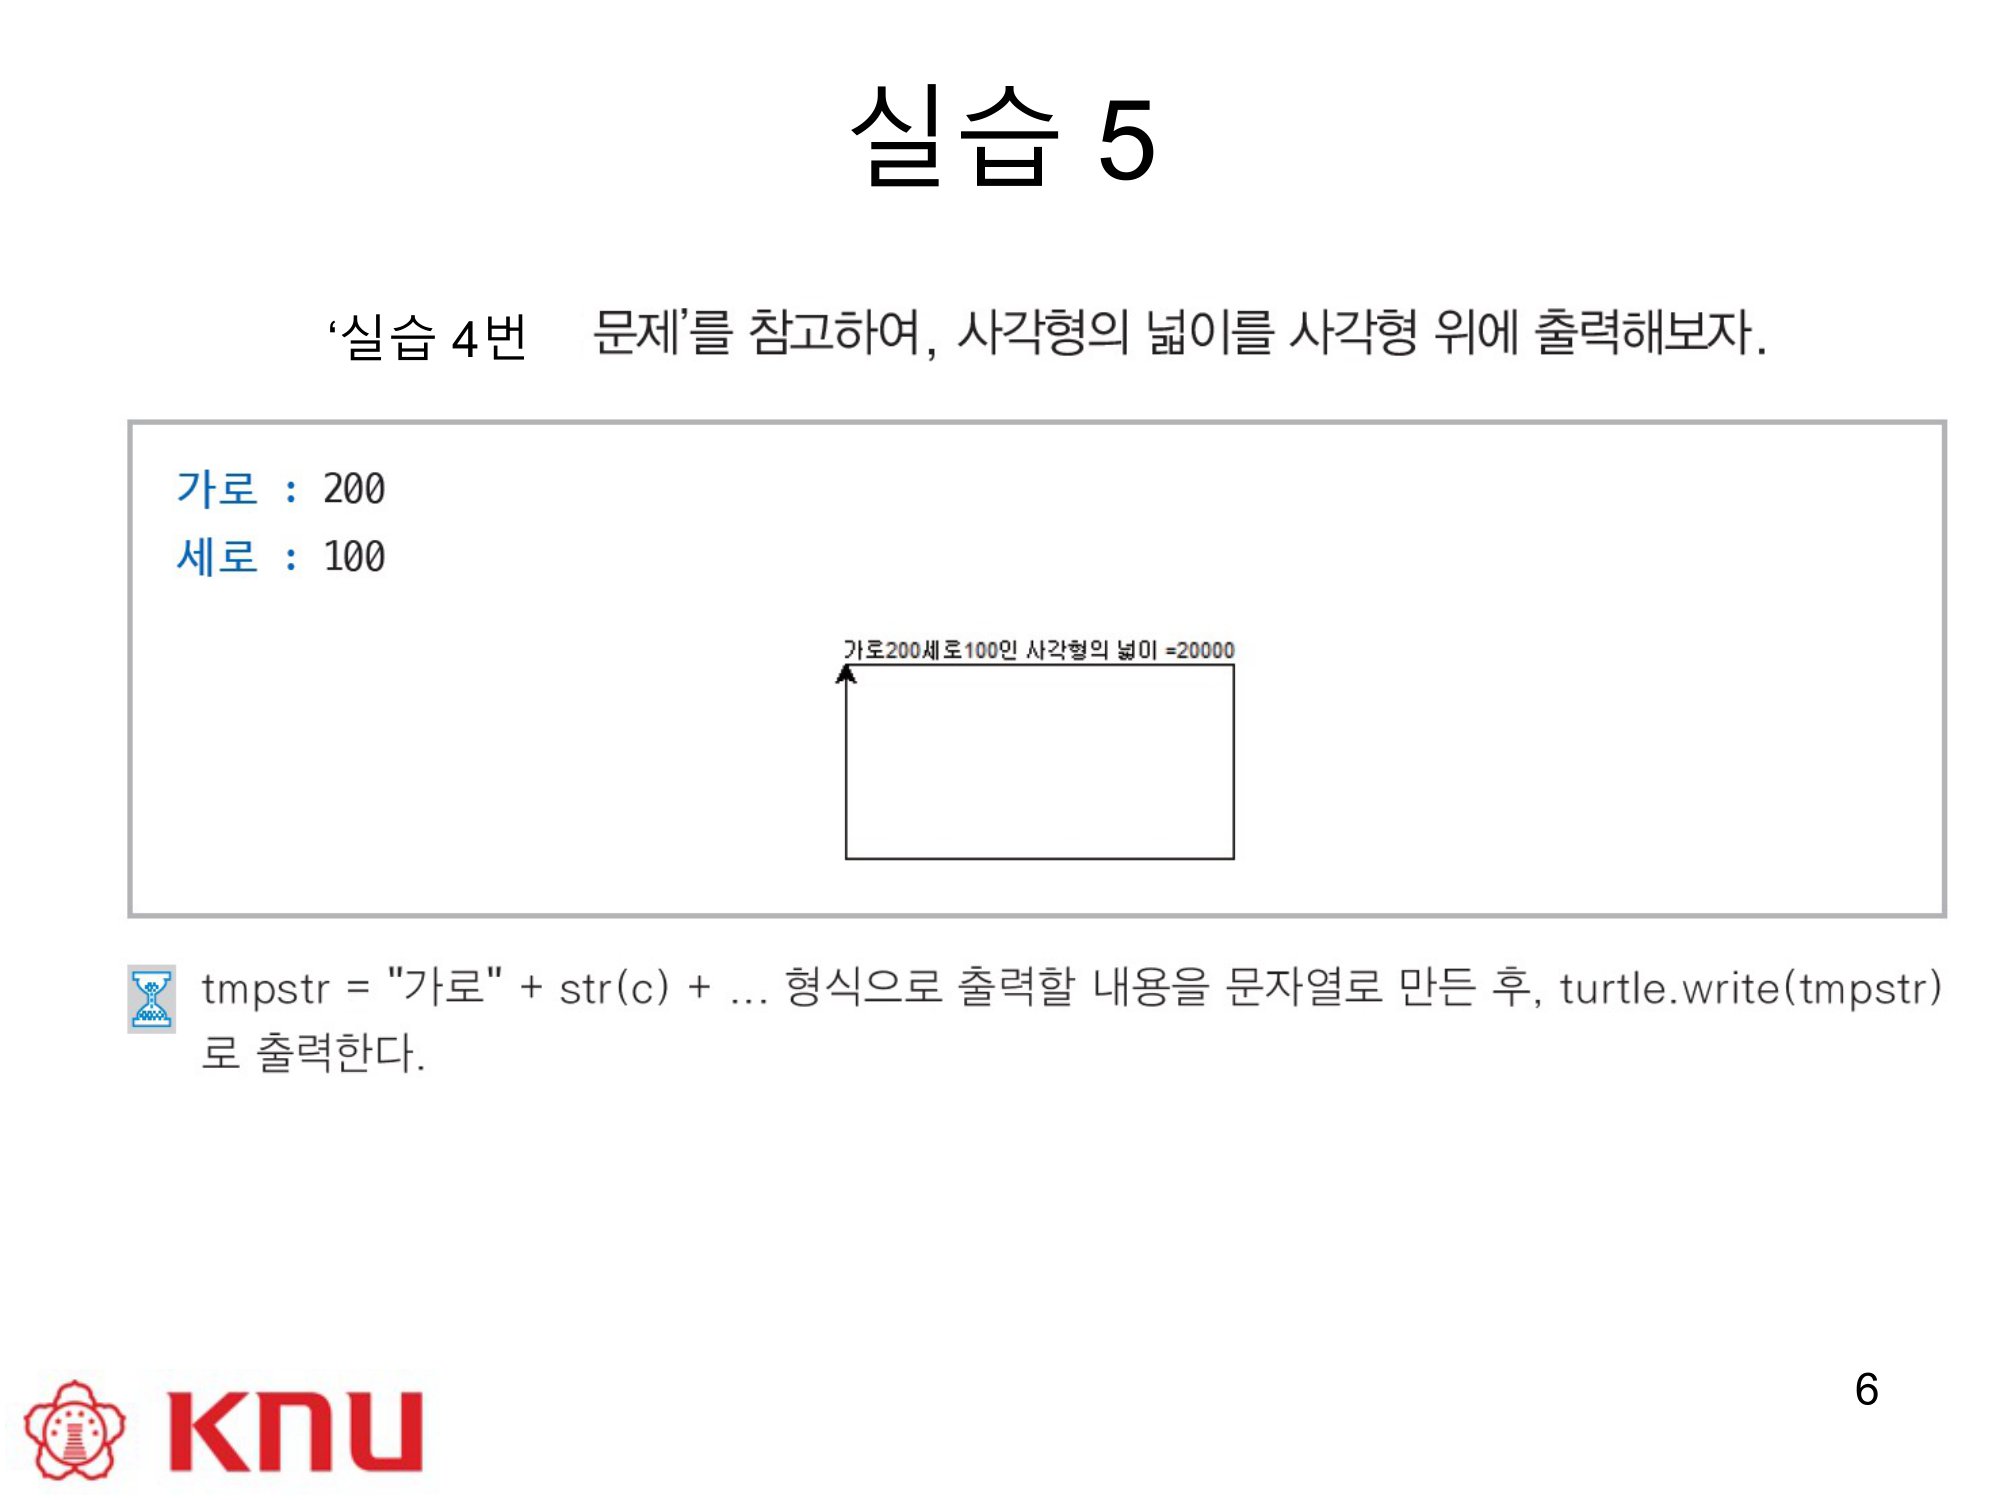 실습 5
‘실습 4번 문제’를 참고하여, 사각형의 넓이를 사각형 위에 출력해보자.
가로 : 200
세로 : 100
가로200세로100인 사각형의 넓이 =20000
tmpstr = "가로" + str(c) + ... 형식으로 출력할 내용을 문자열로 만든 후, turtle.write(tmpstr)
로 출력한다.
6
KNU